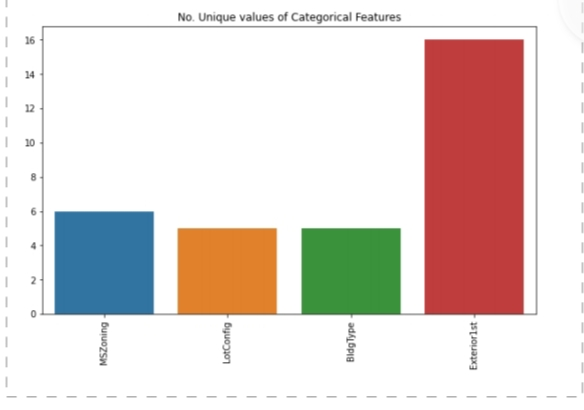 No. Unique values of Categorical Features
16
14
12
10
8
6
4
2
0
MSZoning
LotConfig
BldgType
Exterior1st